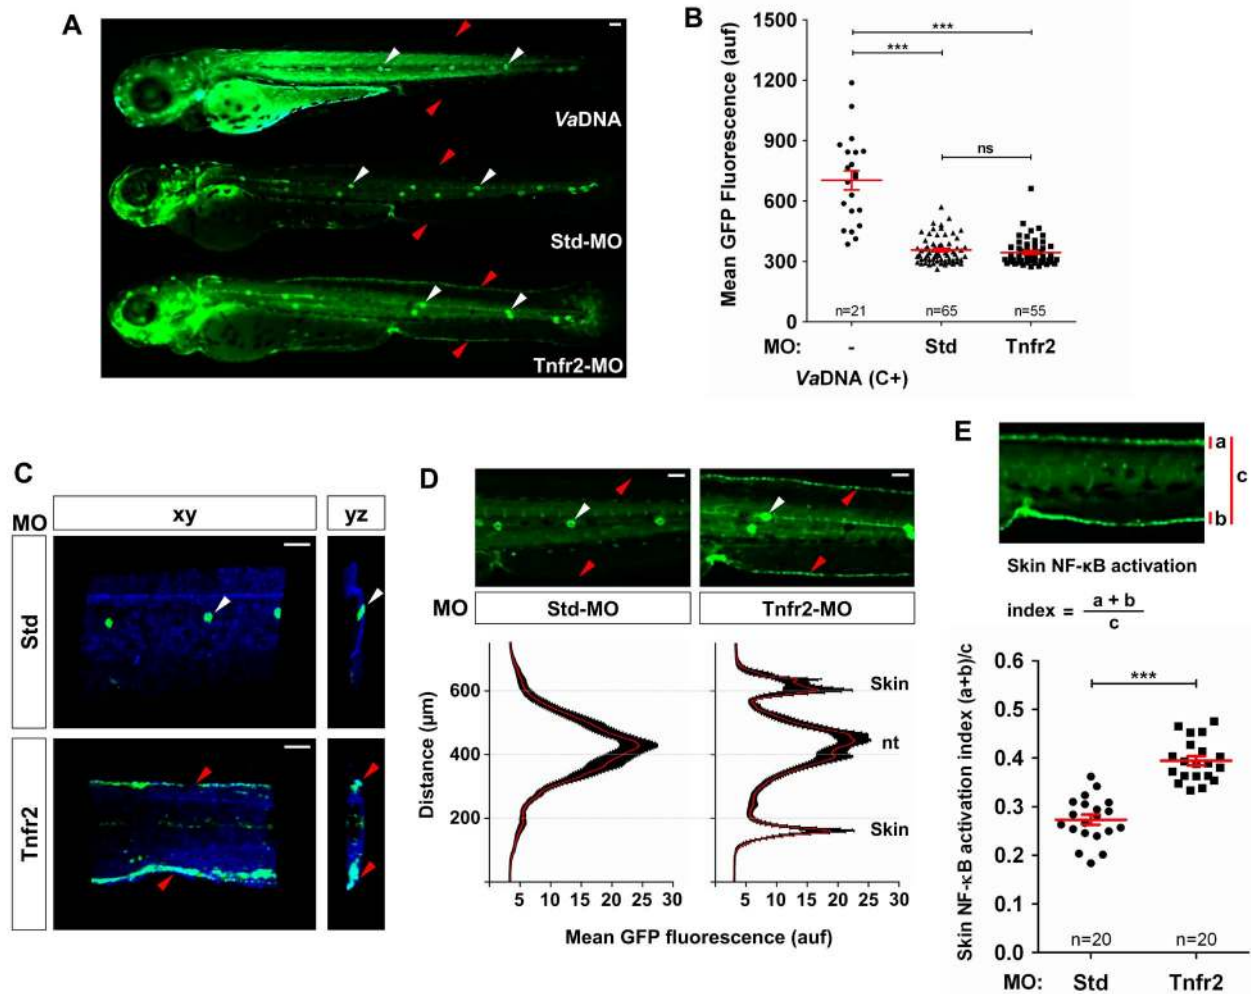 A
VaDNA
Std-MO
Tnfr2-MO
B
Mean GFP Fluorescence (auf)
1500
1200
900
600
300
0
***
***
ns
n=21
n=65
n=55
MO:
-
Std
Tnfr2
VaDNA (C+)
C
MO
xy
yz
Std
Tnfr2
D
MO
Std-MO
Tnfr2-MO
Distance (µm)
600
400
200
Skin
nt
Skin
5 10 15 20 25 30
5 10 15 20 25 30
Mean GFP fluorescence (auf)
E
a
b
c
Skin NF-κB activation
index = a + b
c
Skin NF-κB activation index (a+b)/c
0.6
0.5
0.4
0.3
0.2
0.1
0.0
***
n=20
n=20
MO:
Std
Tnfr2